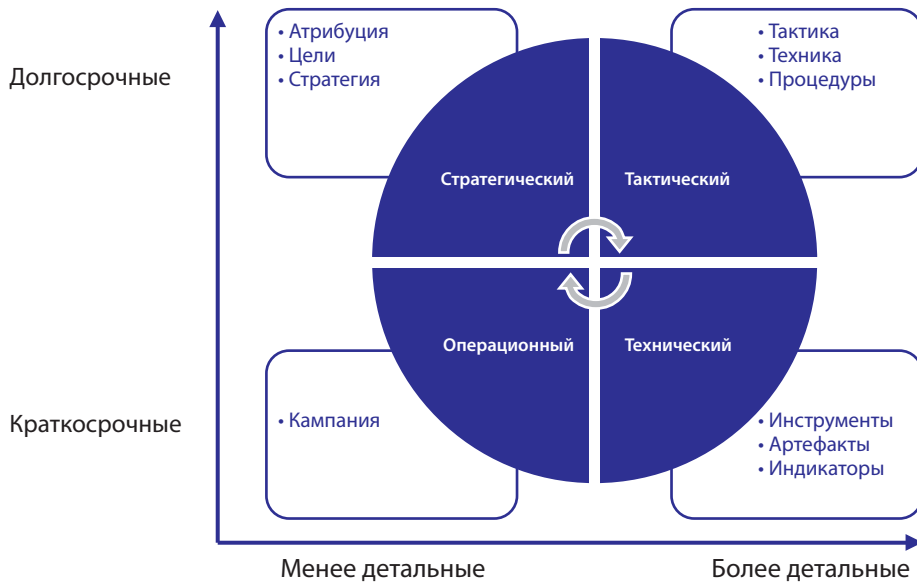 • Атрибуция
• Цели
• Стратегия
• Тактика
• Техника
• Процедуры
Долгосрочные
Стратегический
Тактический
Операционный
Технический
Краткосрочные
• Кампания
• Инструменты
• Артефакты
• Индикаторы
Менее детальные
Более детальные